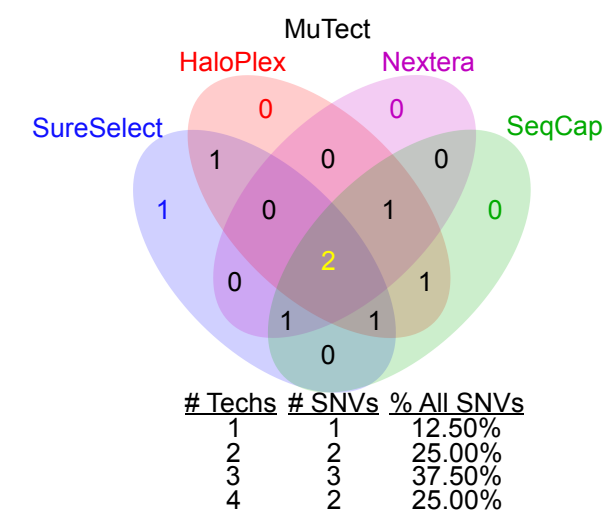 MuTect
HaloPlex Nextera
SureSelect SeqCap
0 0
1 0 0
1 0 1 0
2
0 1
1 1
0
# Techs # SNVs % All SNVs
1 1 12.50%
2 2 25.00%
3 3 37.50%
4 2 25.00%